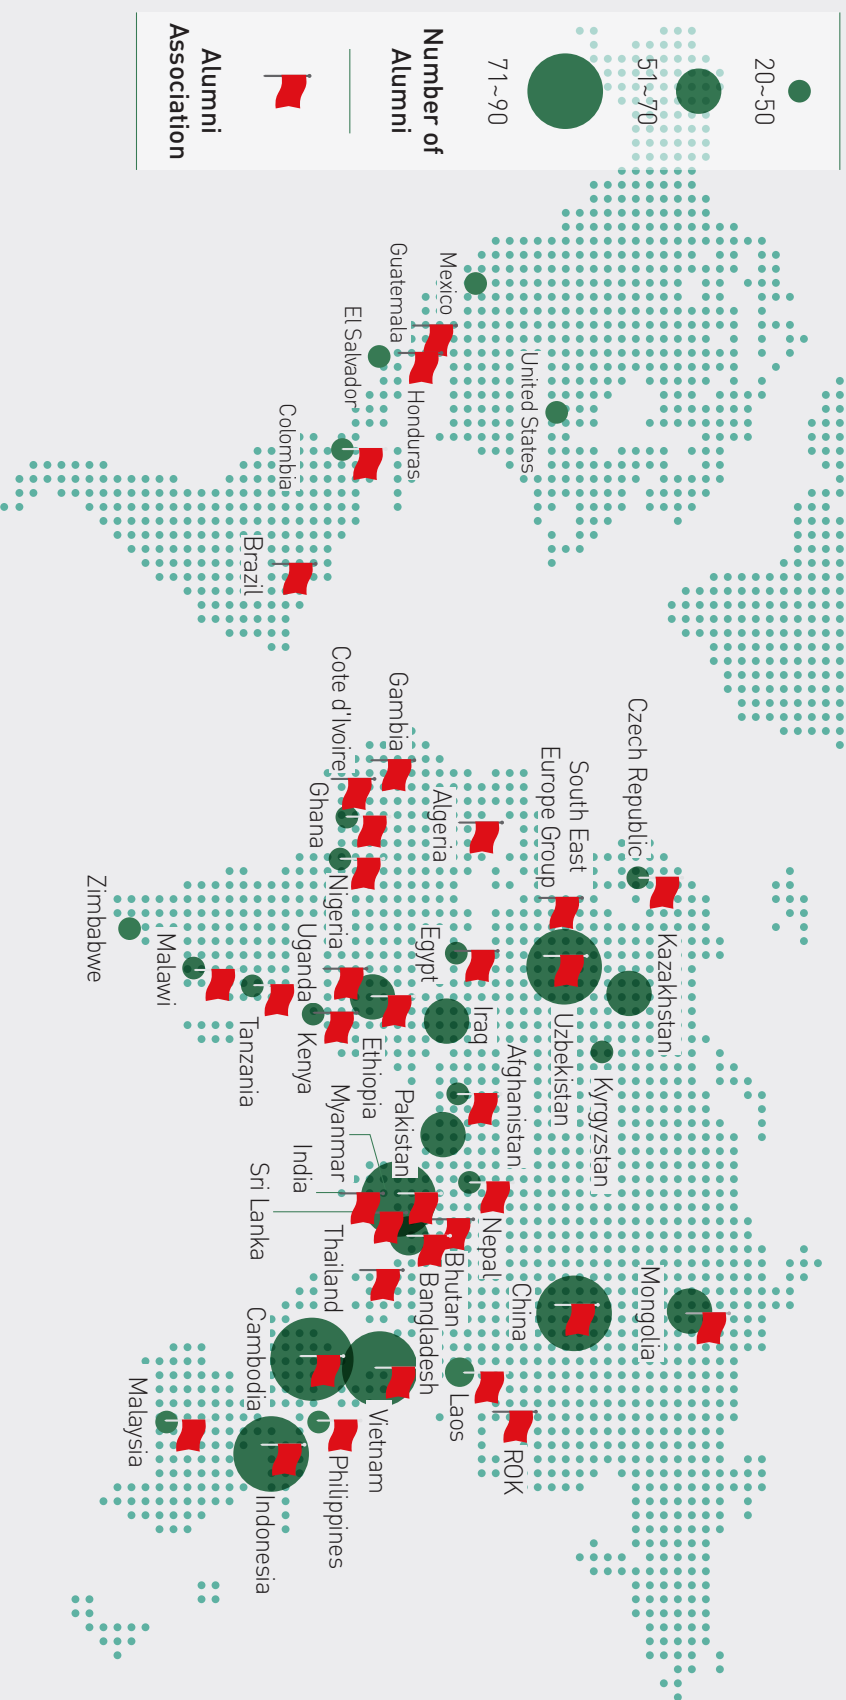 20~50
51~70
71~90
Number of
Alumni
Alumni
Association
United States
Mexico
Guatemala
Honduras
El Salvador
Colombia
Brazil
Czech Republic
South East
Europe Group
Algeria
Gambia
Cote d'Ivoire
Ghana
Nigeria
Egypt
Uganda
Zimbabwe
Malawi
Tanzania
Kenya
Ethiopia
Iraq
Kazakhstan
Uzbekistan
Kyrgyzstan
Afghanistan
Pakistan
Myanmar
India
Sri Lanka
Nepal
Bhutan
Bangladesh
Thailand
Mongolia
China
Laos
ROK
Cambodia
Vietnam
Philippines
Malaysia
Indonesia